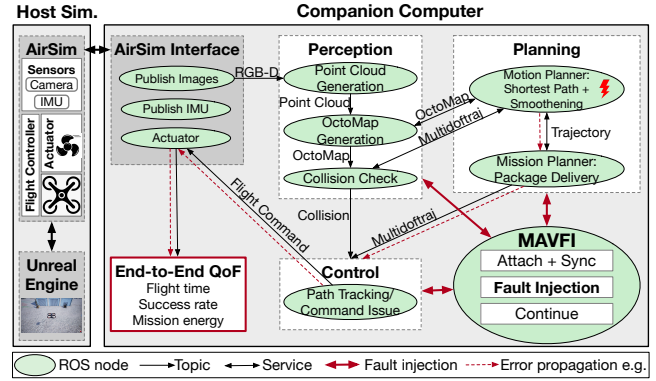 Host Sim.
Companion Computer
AirSim
Sensors
Camera
IMU
Flight Controller
Actuator
Unreal
Engine
AirSim Interface
Publish Images
Publish IMU
Actuator
RGB-D
Perception
Point Cloud
Generation
Point Cloud
OctoMap
Generation
OctoMap
Collision Check
Collision
OctoMap
Multidoftraj
Planning
Motion Planner:
Shortest Path +
Smoothening
Trajectory
Mission Planner:
Package Delivery
Flight Command
Multidoftraj
End-to-End QoF
Flight time
Success rate
Mission energy
Control
Path Tracking/
Command Issue
MAVFI
Attach + Sync
Fault Injection
Continue
ROS node
Topic
Service
Fault injection
Error propagation e.g.